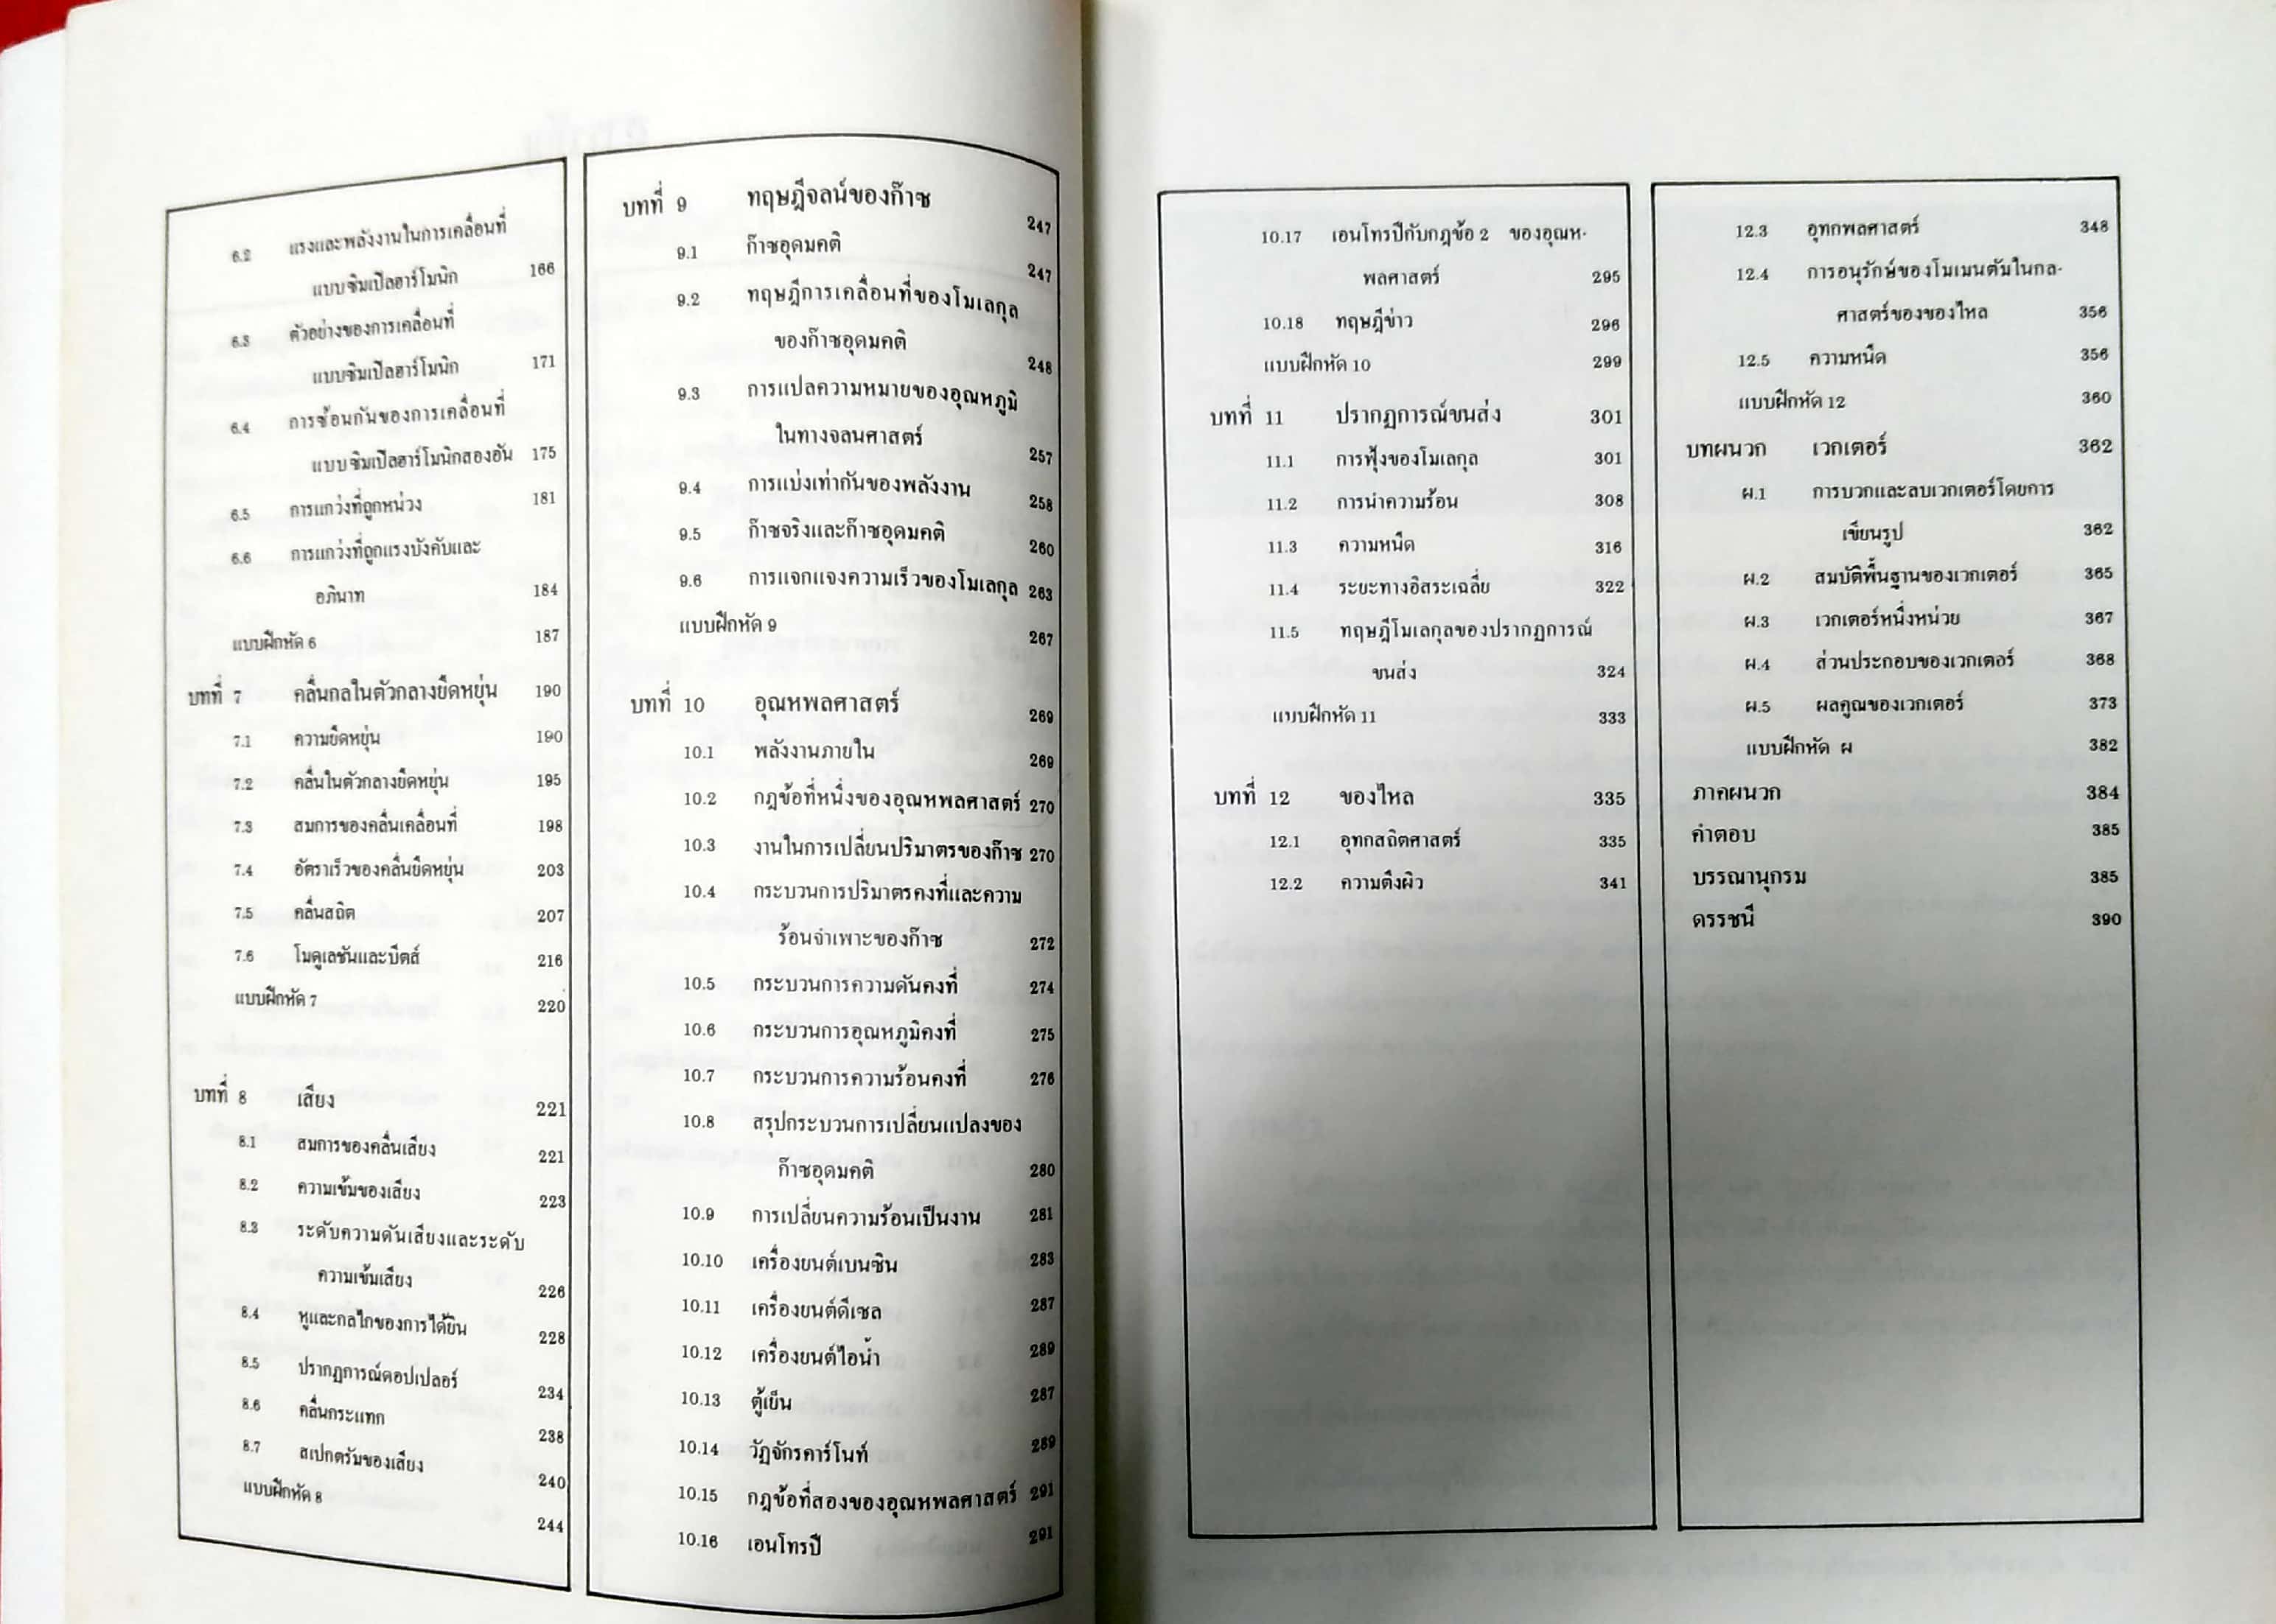 6.2 แรงและพลังงานในการเคลื่อนที่
แบบซิมเปิลฮาร์โมนิก 166
6.3 ตัวอย่างของการเคลื่อนที่
แบบซิมเปิลฮาร์โมนิก 171
6.4 การซ้อนกันของการเคลื่อนที่
แบบซิมเปิลฮาร์โมนิกสองอัน 175
6.5 การแกว่งที่ถูกหน่วง 181
6.6 การแกว่งที่ถูกแรงบังคับและ
อภินาท 184
แบบฝึกหัด 6 187
บทที่ 7 คลื่นกลในตัวกลางยืดหยุ่น 190
7.1 ความยืดหยุ่น 190
7.2 คลื่นในตัวกลางยืดหยุ่น 195
7.3 สมการของคลื่นเคลื่อนที่ 198
7.4 อัตราเร็วของคลื่นยืดหยุ่น 203
7.5 คลื่นสถิต 207
7.6 โมดูเลชันและบีตส์ 216
แบบฝึกหัด 7 220
บทที่ 8 เสียง 221
8.1 สมการของคลื่นเสียง 221
8.2 ความเข้มของเสียง 223
8.3 ระดับความดันเสียงและระดับ
ความเข้มเสียง 226
8.4 หูและกลไกของการได้ยิน 228
8.5 ปรากฏการณ์ดอปเปลอร์ 234
8.6 คลื่นกระแทก 238
8.7 สเปกตรัมของเสียง 240
แบบฝึกหัด 8 244
บทที่ 9 ทฤษฎีจลน์ของก๊าซ 247
9.1 ก๊าซอุดมคติ 247
9.2 ทฤษฎีการเคลื่อนที่ของโมเลกุล
ของก๊าซอุดมคติ 248
9.3 การแปลความหมายของอุณหภูมิ
ในทางจลนศาสตร์ 257
9.4 การแบ่งเท่ากันของพลังงาน 258
9.5 ก๊าซจริงและก๊าซอุดมคติ 260
9.6 การแจกแจงความเร็วของโมเลกุล 263
แบบฝึกหัด 9 267
บทที่ 10 อุณหพลศาสตร์ 269
10.1 พลังงานภายใน 269
10.2 กฎข้อที่หนึ่งของอุณหพลศาสตร์ 270
10.3 งานในการเปลี่ยนปริมาตรของก๊าซ 270
10.4 กระบวนการปริมาตรคงที่และความ
ร้อนจำเพาะของก๊าซ 272
10.5 กระบวนการความดันคงที่ 274
10.6 กระบวนการอุณหภูมิคงที่ 275
10.7 กระบวนการความร้อนคงที่ 276
10.8 สรุปกระบวนการเปลี่ยนแปลงของ
ก๊าซอุดมคติ 280
10.9 การเปลี่ยนความร้อนเป็นงาน 281
10.10 เครื่องยนต์เบนซิน 283
10.11 เครื่องยนต์ดีเซล 287
10.12 เครื่องยนต์ไอน้ำ 289
10.13 ตู้เย็น 287
10.14 วัฏจักรคาร์โนท์ 289
10.15 กฎข้อที่สองของอุณหพลศาสตร์ 291
10.16 เอนโทรปี 291
10.17 เอนโทรปีกับกฎข้อ 2 ของอุณห-
พลศาสตร์ 295
10.18 ทฤษฎีข่าว 296
แบบฝึกหัด 10 299
บทที่ 11 ปรากฏการณ์ขนส่ง 301
11.1 การฟุ้งของโมเลกุล 301
11.2 การนำความร้อน 308
11.3 ความหนืด 316
11.4 ระยะทางอิสระเฉลี่ย 322
11.5 ทฤษฎีโมเลกุลของปรากฏการณ์
ขนส่ง 324
แบบฝึกหัด 11 333
บทที่ 12 ของไหล 335
12.1 อุทกสถิตศาสตร์ 335
12.2 ความตึงผิว 341
12.3 อุทกพลศาสตร์ 348
12.4 การอนุรักษ์ของโมเมนตัมในกล-
ศาสตร์ของของไหล 356
12.5 ความหนืด 356
แบบฝึกหัด 12 360
บทผนวก เวกเตอร์ 362
ผ.1 การบวกและลบเวกเตอร์โดยการ
เขียนรูป 362
ผ.2 สมบัติพื้นฐานของเวกเตอร์ 365
ผ.3 เวกเตอร์หนึ่งหน่วย 367
ผ.4 ส่วนประกอบของเวกเตอร์ 368
ผ.5 ผลคูณของเวกเตอร์ 373
แบบฝึกหัด ผ 382
ภาคผนวก 384
คำตอบ 385
บรรณานุกรม 385
ดรรชนี 390